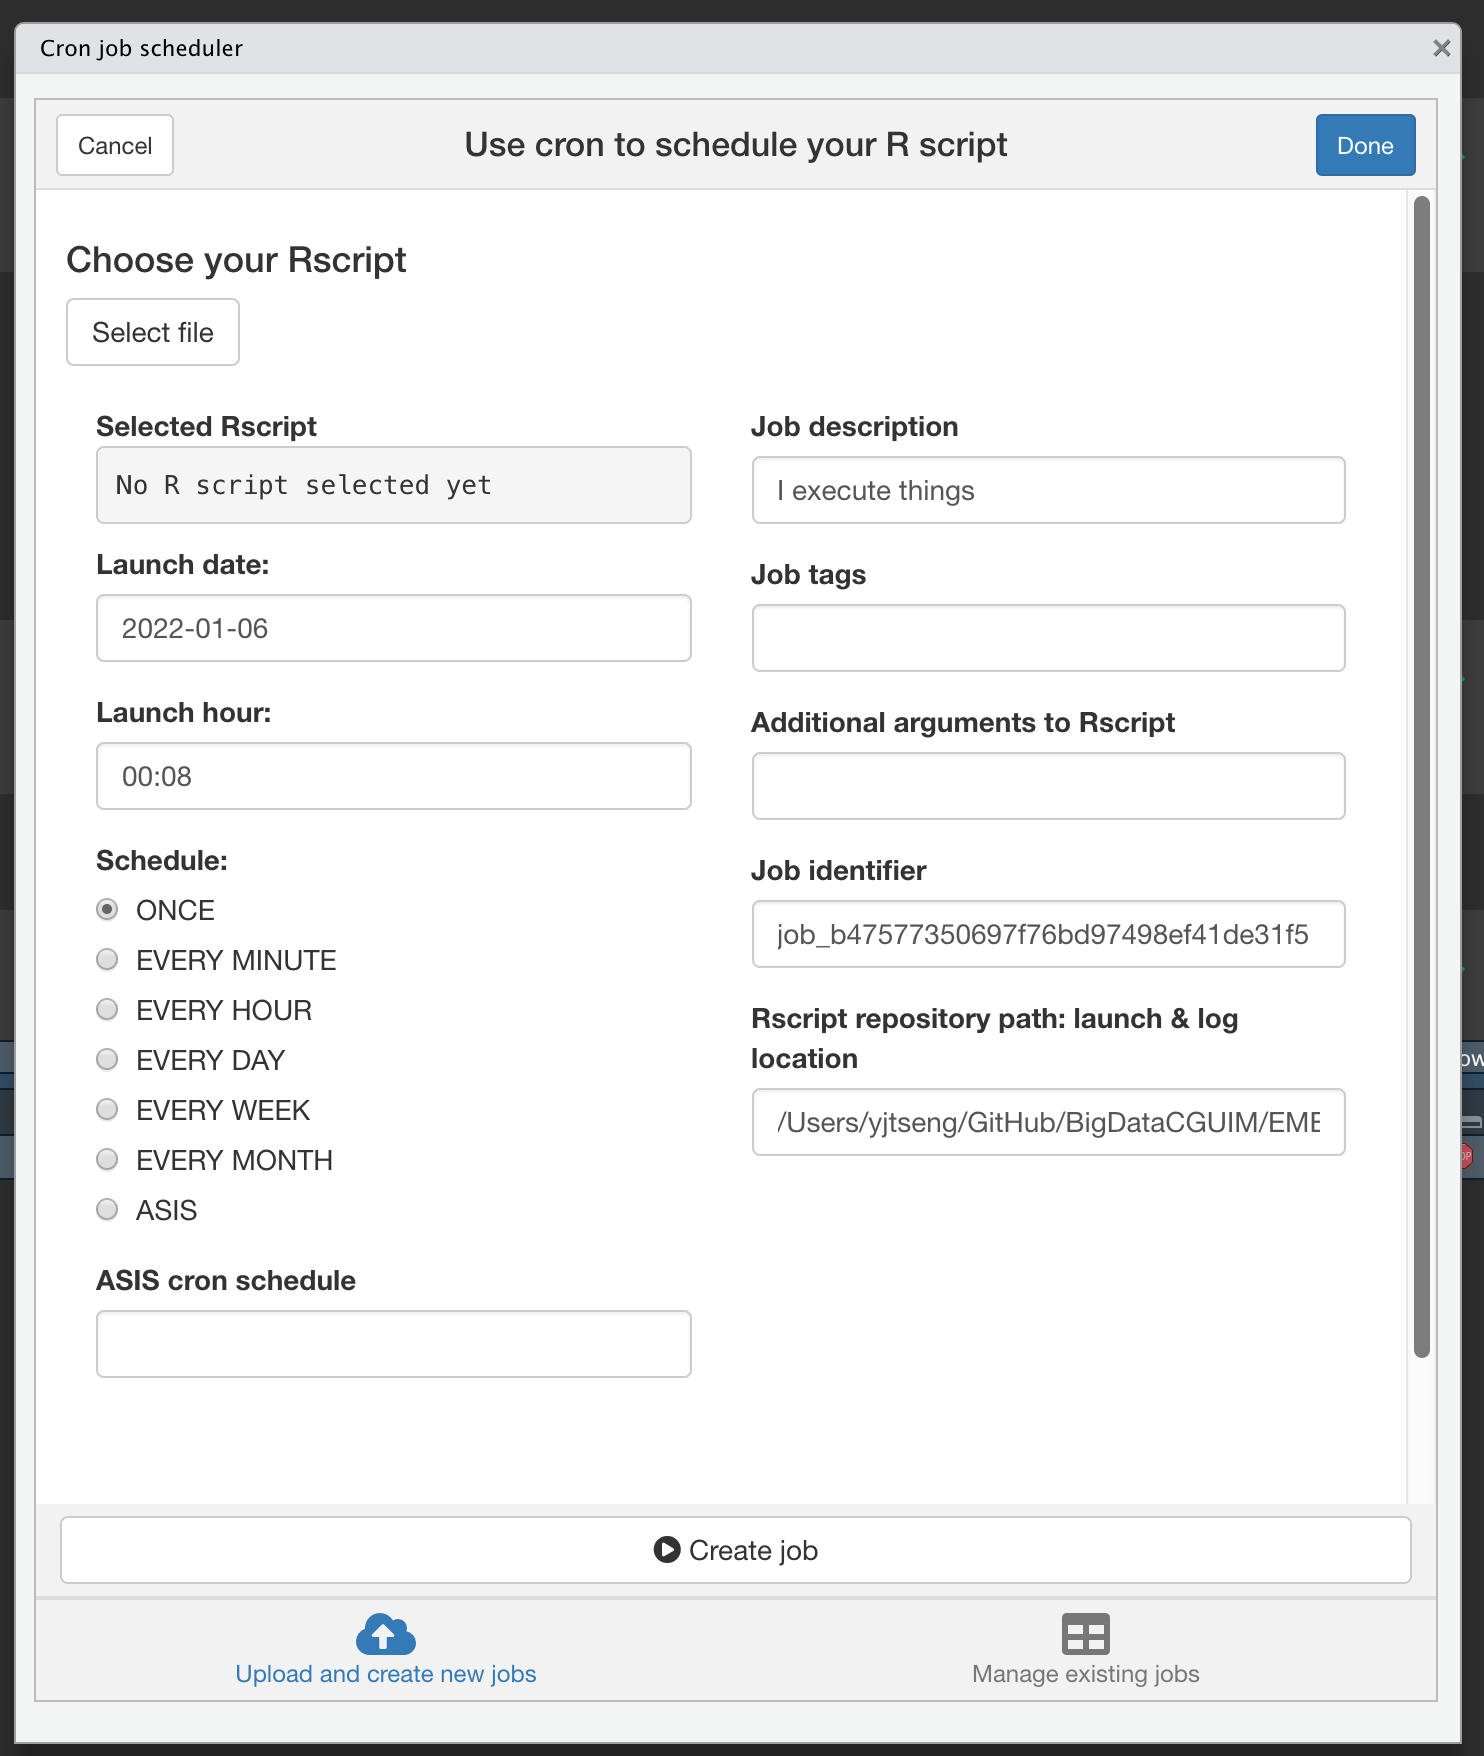 Cron job scheduler
Cancel
Use cron to schedule your R script
Done
Choose your Rscript
Select file
Selected Rscript
No R script selected yet
Launch date:
2022-01-06
Launch hour:
00:08
Schedule:
ONCE
EVERY MINUTE
EVERY HOUR
EVERY DAY
EVERY WEEK
EVERY MONTH
ASIS
ASIS cron schedule
Job description
I execute things
Job tags
Additional arguments to Rscript
Job identifier
job_b47577350697f76bd97498ef41de31f5
Rscript repository path: launch & log
location
/Users/yjtseng/GitHub/BigDataCGUIM/EME
Create job
Upload and create new jobs
Manage existing jobs